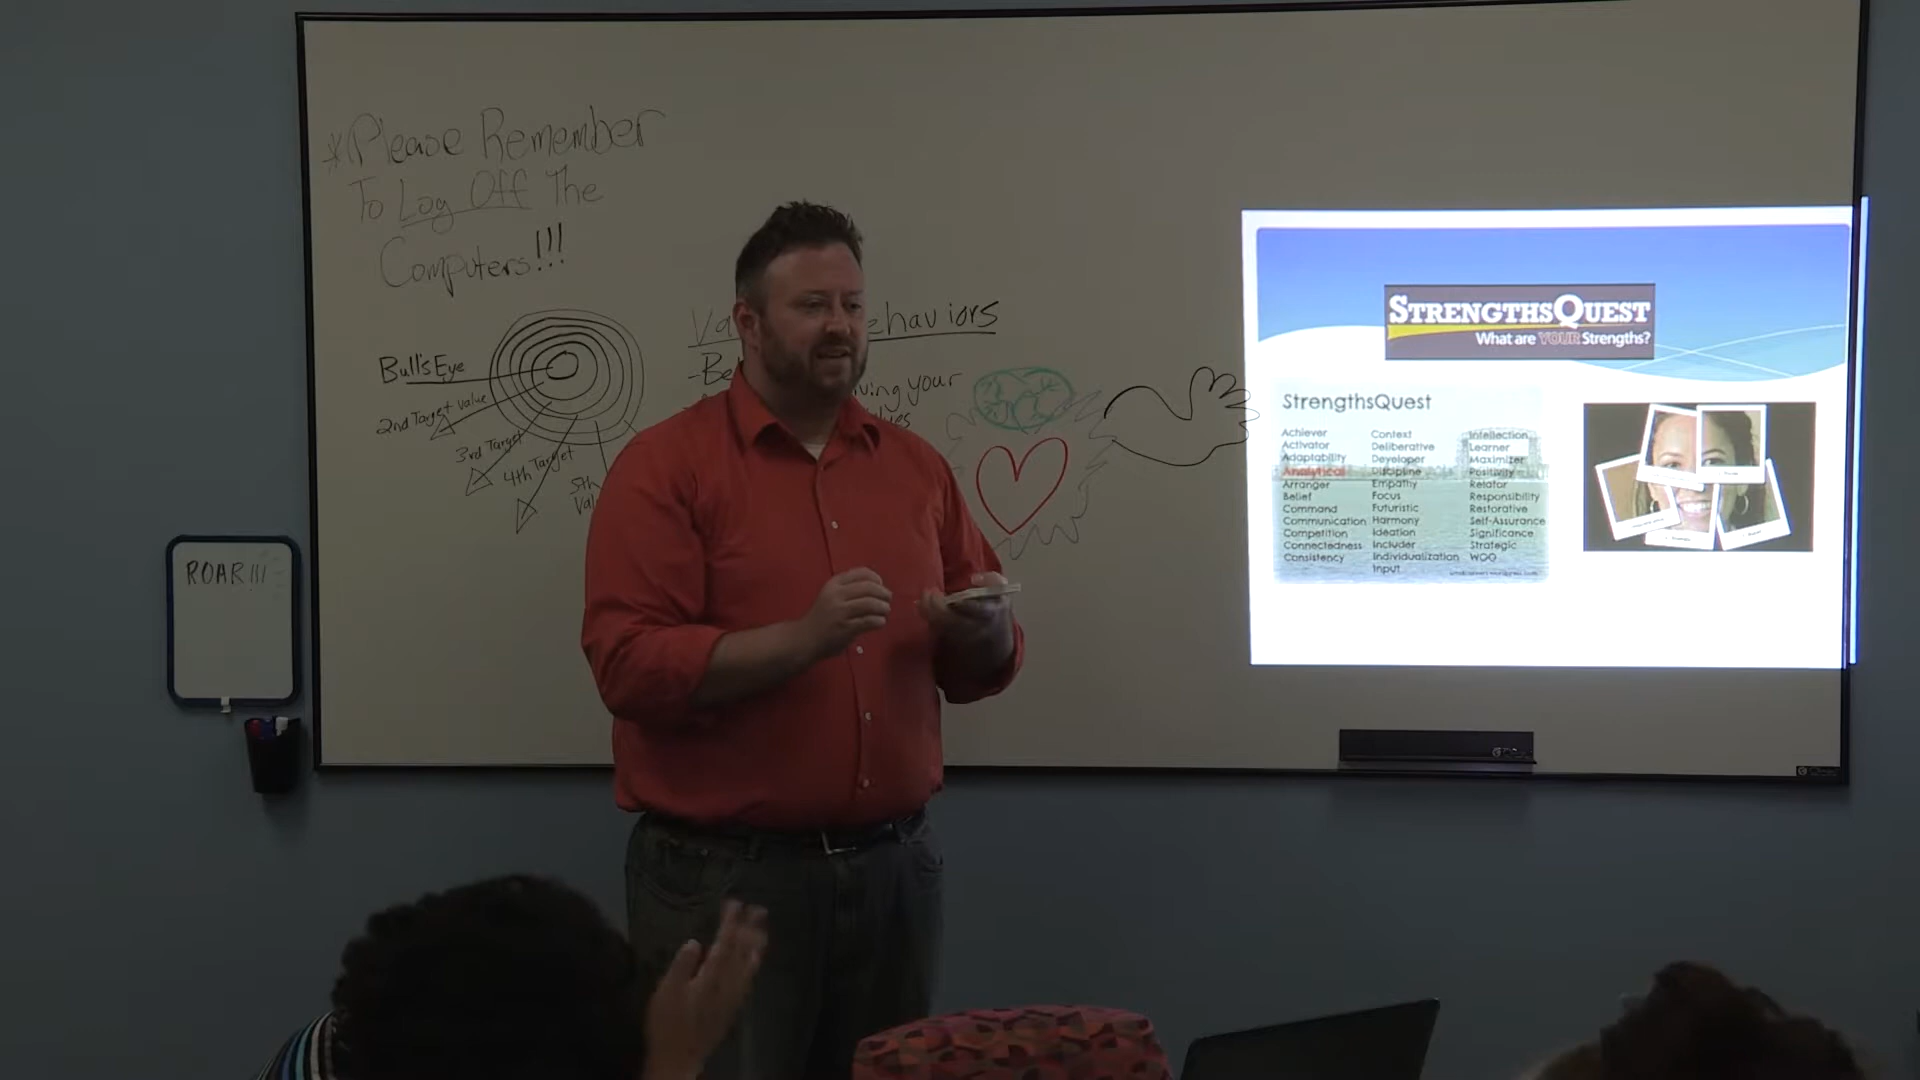 *Please Remember
To Log Off The
Computers!!!
Bull's Eye
2nd Target Value
3rd Target
4th Target
5th
Val
Va ehaviors
-Be
iving your
ues
ROAR!!!
STRENGTHSQUEST
What are YOUR Strengths?
StrengthsQuest
Achiever
Activator
Adaptability
Analytical
Arranger
Belief
Command
Communication
Competition
Connectedness
Consistency
Context
Deliberative
Developer
Discipline
Empathy
Focus
Futuristic
Harmony
Ideation
Includer
Individualization
Input
Intellection
Learner
Maximizer
Positivity
Relator
Responsibility
Restorative
Self-Assurance
Significance
Strategic
WOO